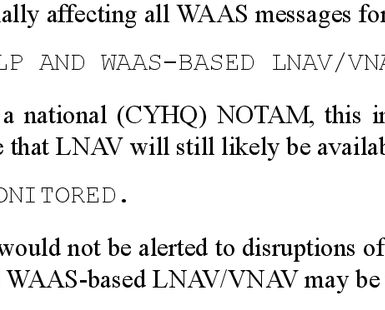 ally affecting all WAAS messages for
LP AND WAAS-BASED LNAV/VNA
a national (CYHQ) NOTAM, this in
e that LNAV will still likely be availab
ONITORED.
would not be alerted to disruptions of
WAAS-based LNAV/VNAV may be